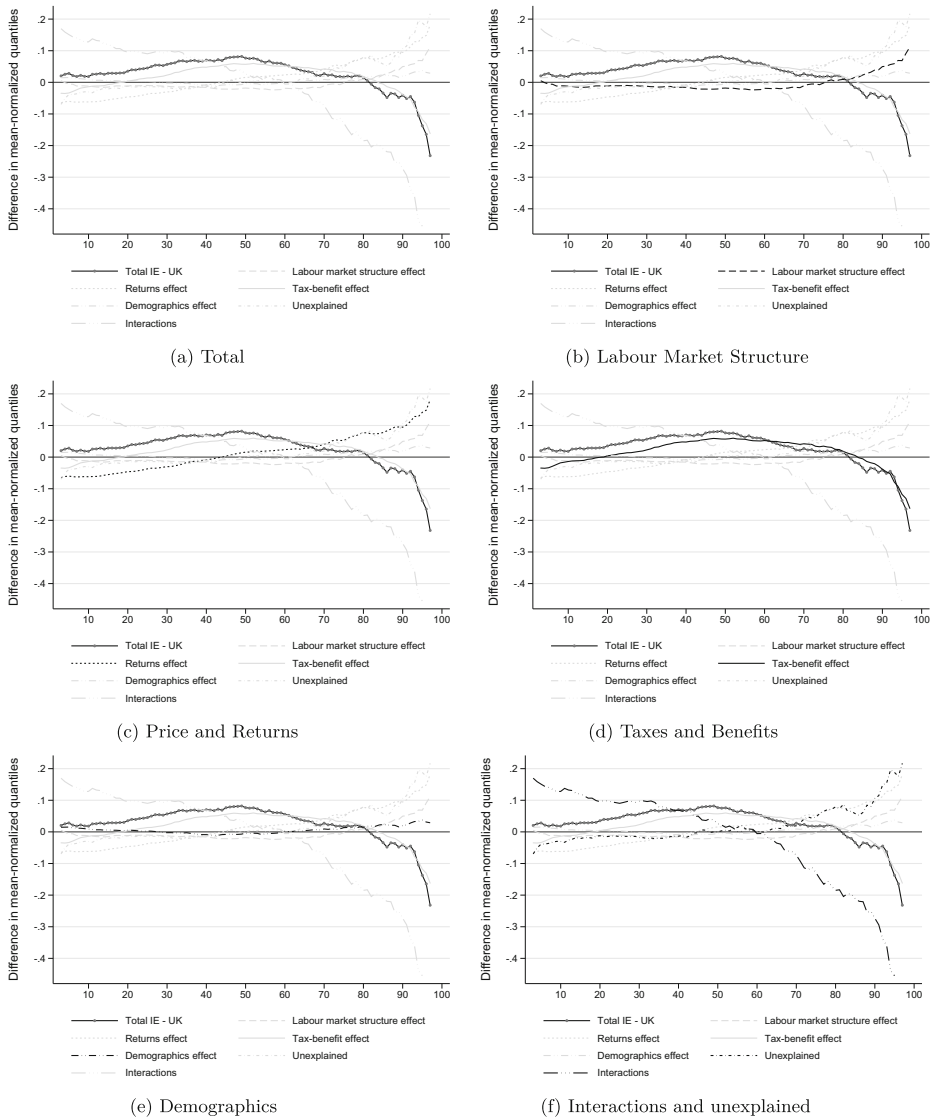 Difference in mean-normalized quantiles
.2
.1
0
-.1
-.2
-.3
-.4
10 20 30 40 50 60 70 80 90 100
Total IE - UK Labour market structure effect
Returns effect Tax-benefit effect
Demographics effect Unexplained
Interactions
(a) Total
Difference in mean-normalized quantiles
.2
.1
0
-.1
-.2
-.3
-.4
10 20 30 40 50 60 70 80 90 100
Total IE - UK Labour market structure effect
Returns effect Tax-benefit effect
Demographics effect Unexplained
Interactions
(b) Labour Market Structure
Difference in mean-normalized quantiles
.2
.1
0
-.1
-.2
-.3
-.4
10 20 30 40 50 60 70 80 90 100
Total IE - UK Labour market structure effect
Returns effect Tax-benefit effect
Demographics effect Unexplained
Interactions
(c) Price and Returns
Difference in mean-normalized quantiles
.2
.1
0
-.1
-.2
-.3
-.4
10 20 30 40 50 60 70 80 90 100
Total IE - UK Labour market structure effect
Returns effect Tax-benefit effect
Demographics effect Unexplained
Interactions
(d) Taxes and Benefits
Difference in mean-normalized quantiles
.2
.1
0
-.1
-.2
-.3
-.4
10 20 30 40 50 60 70 80 90 100
Total IE - UK Labour market structure effect
Returns effect Tax-benefit effect
Demographics effect Unexplained
Interactions
(e) Demographics
Difference in mean-normalized quantiles
.2
.1
0
-.1
-.2
-.3
-.4
10 20 30 40 50 60 70 80 90 100
Total IE - UK Labour market structure effect
Returns effect Tax-benefit effect
Demographics effect Unexplained
Interactions
(f) Interactions and unexplained